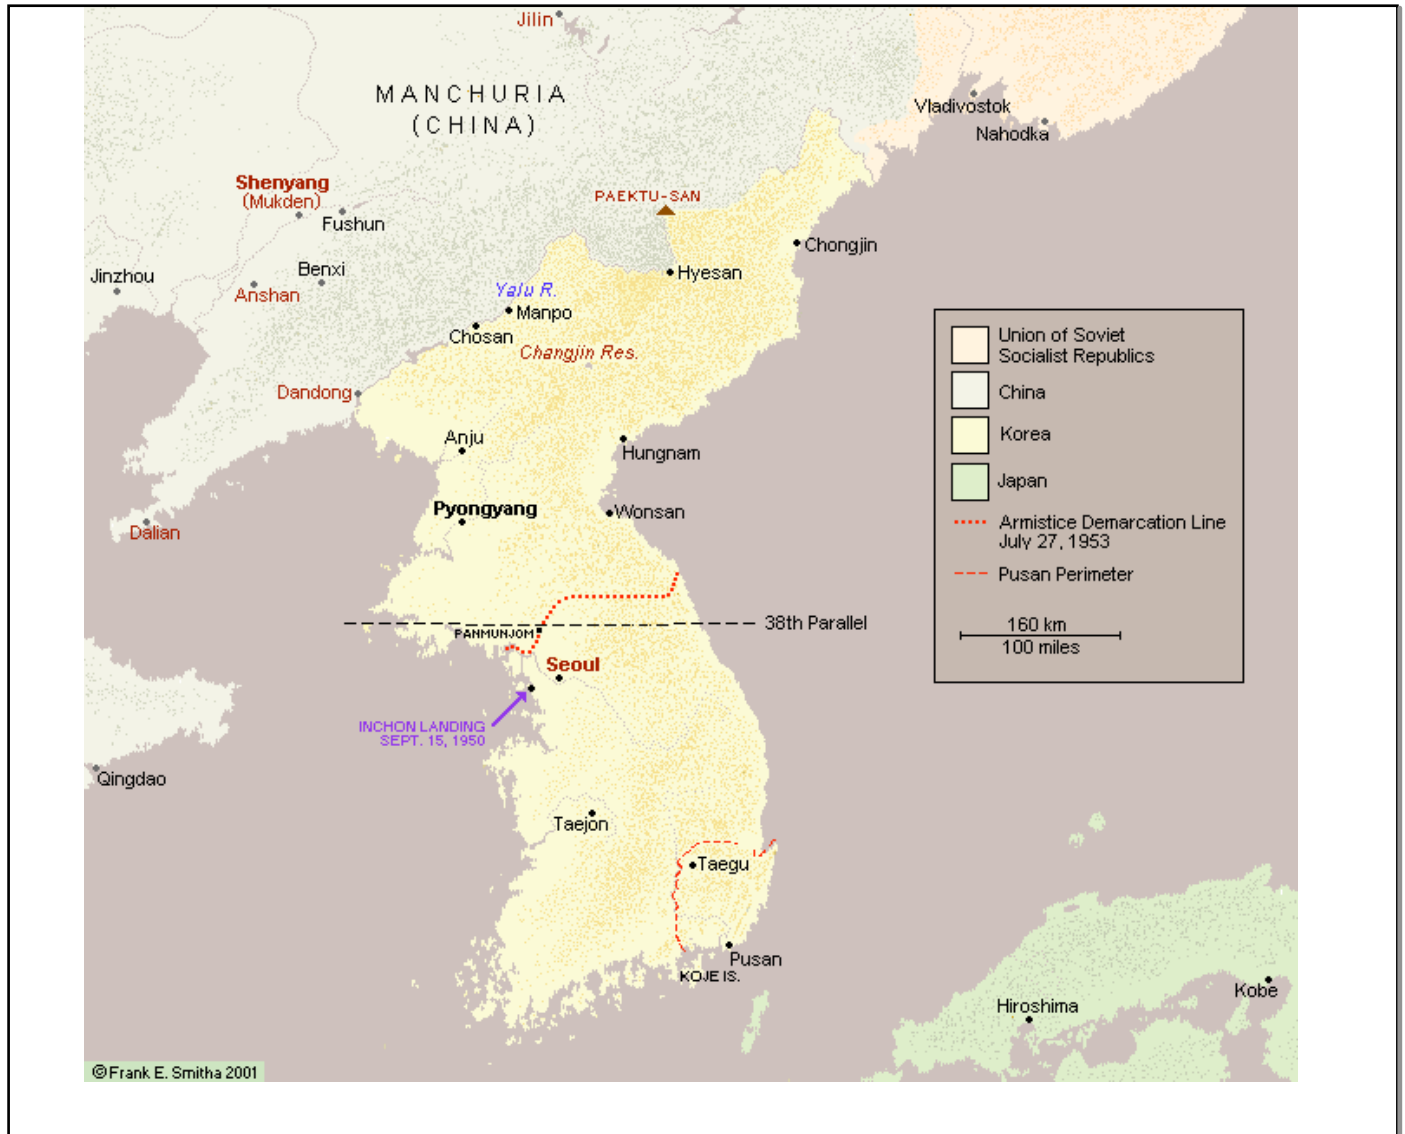 Jilin
MANCHURIA
(CHINA)
Vladivostok
Nahodka
Shenyang
(Mukden)
Fushun
PAEKTU-SAN
Chongjin
Jinzhou
Benxi
Anshan
Hyesan
Yalu R.
Manpo
Chosan
Changjin Res.
Dandong
Anju
Hungnam
Pyongyang
Wonsan
Dalian
38th Parallel
PANMUNJOM
Seoul
INCHON LANDING
SEPT. 15, 1950
Qingdao
Taejon
Taegu
Pusan
KOJE IS.
Hiroshima
Kobe
Union of Soviet
Socialist Republics
China
Korea
Japan
Armistice Demarcation Line
July 27, 1953
Pusan Perimeter
160 km
100 miles
©Frank E. Smitha 2001